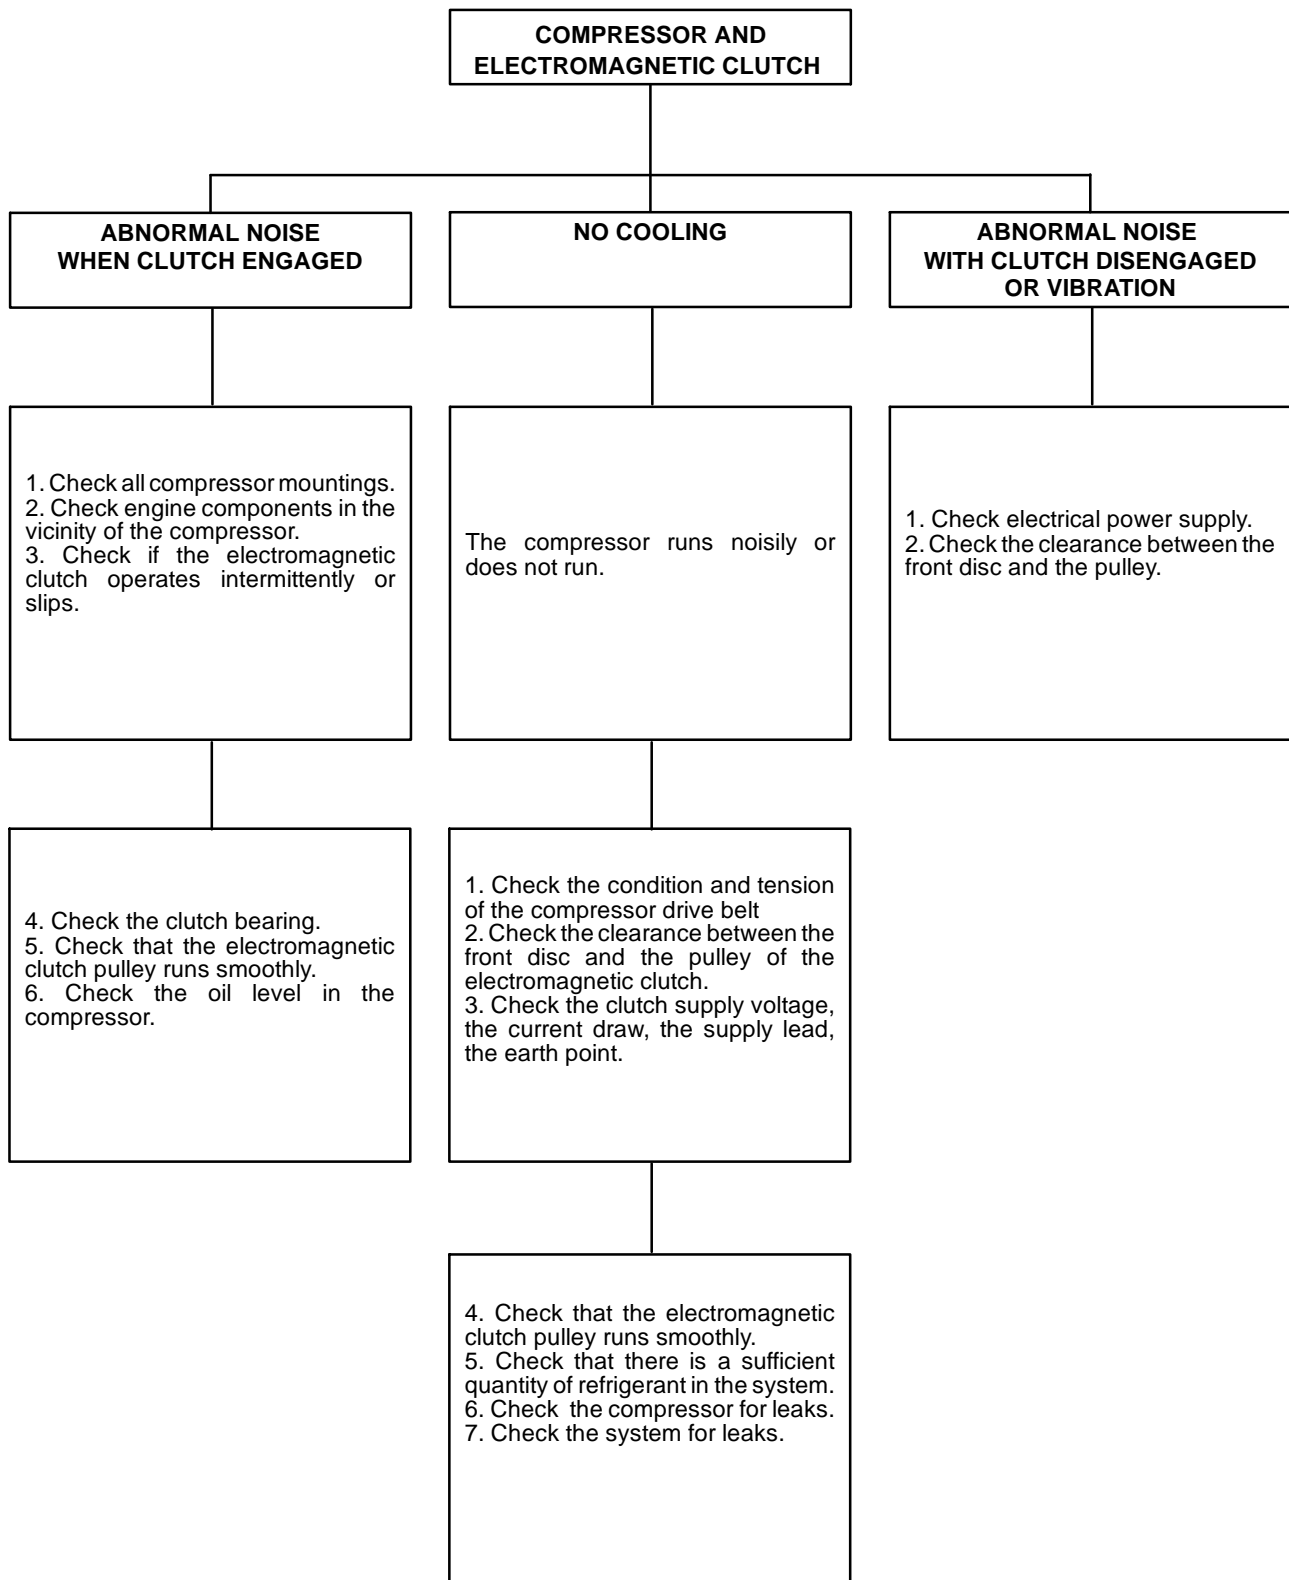 COMPRESSOR AND
ELECTROMAGNETIC CLUTCH
ABNORMAL NOISE
WHEN CLUTCH ENGAGED
NO COOLING
ABNORMAL NOISE
WITH CLUTCH DISENGAGED
OR VIBRATION
1. Check all compressor mountings.
2. Check engine components in the
vicinity of the compressor.
3. Check if the electromagnetic
clutch operates intermittently or
slips.
The compressor runs noisily or
does not run.
1. Check electrical power supply.
2. Check the clearance between the
front disc and the pulley.
4. Check the clutch bearing.
5. Check that the electromagnetic
clutch pulley runs smoothly.
6. Check the oil level in the
compressor.
1. Check the condition and tension
of the compressor drive belt
2. Check the clearance between the
front disc and the pulley of the
electromagnetic clutch.
3. Check the clutch supply voltage,
the current draw, the supply lead,
the earth point.
4. Check that the electromagnetic
clutch pulley runs smoothly.
5. Check that there is a sufficient
quantity of refrigerant in the system.
6. Check the compressor for leaks.
7. Check the system for leaks.